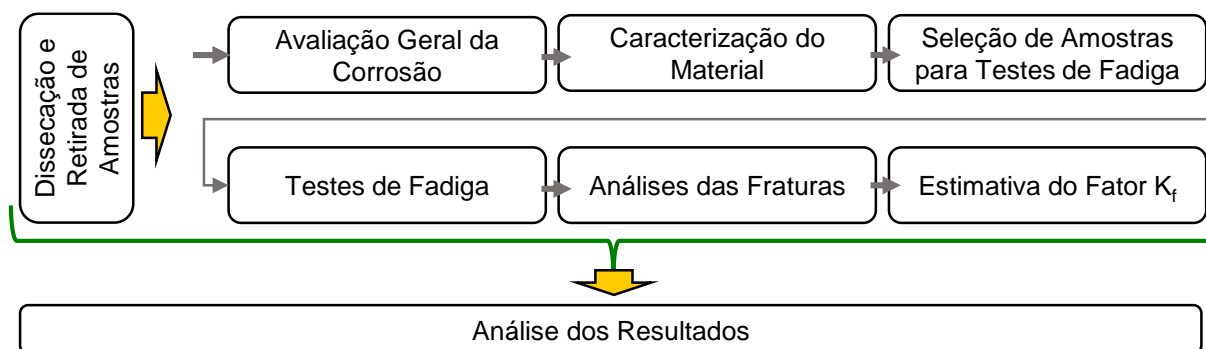 Dissecação e
Retirada de
Amostras
Avaliação Geral da
Corrosão
Caracterização do
Material
Seleção de Amostras
para Testes de Fadiga
Testes de Fadiga
Análises das Fraturas
Estimativa do Fator Kf
Análise dos Resultados